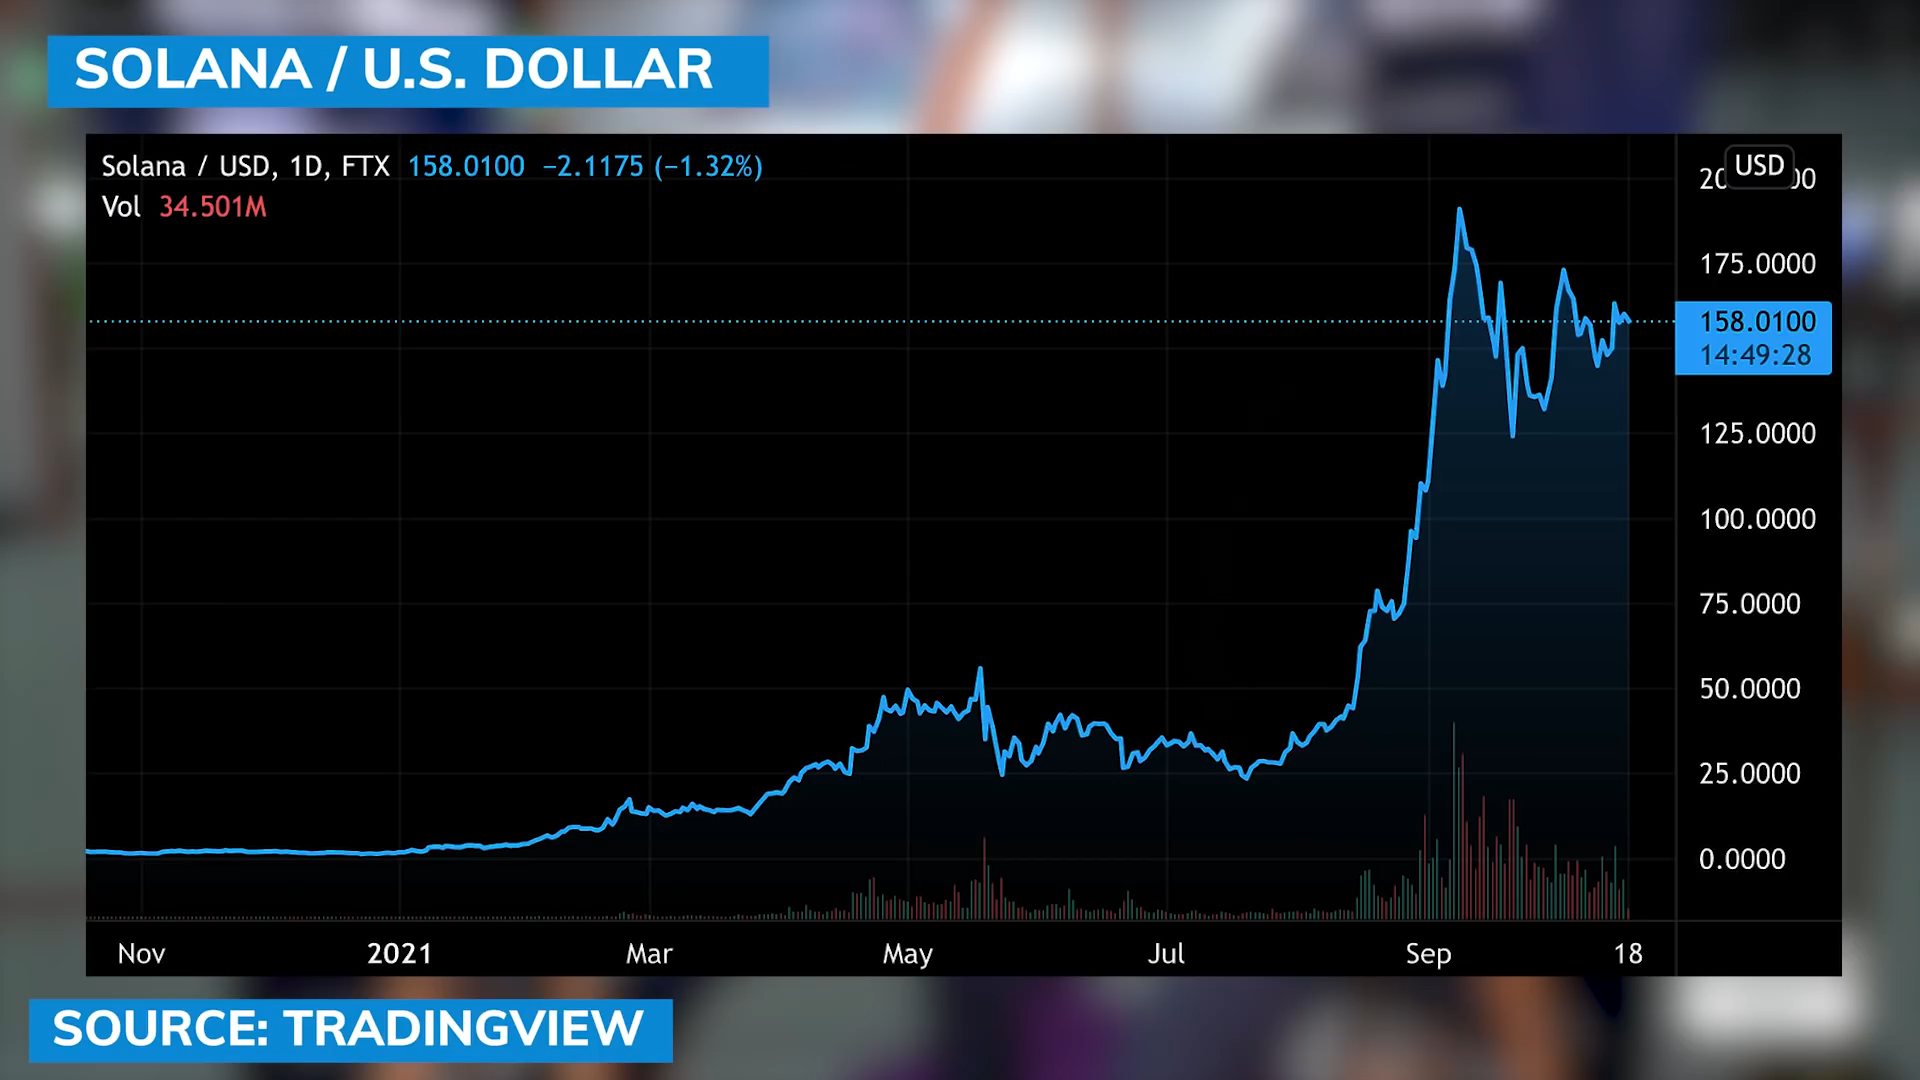 SOLANA / U.S. DOLLAR
Solana / USD, 1D, FTX 158.0100 −2.1175 (−1.32%)
Vol 34.501M
USD
175.0000
158.0100
14:49:28
125.0000
100.0000
75.0000
50.0000
25.0000
0.0000
Nov 2021 Mar May Jul Sep 18
SOURCE: TRADINGVIEW